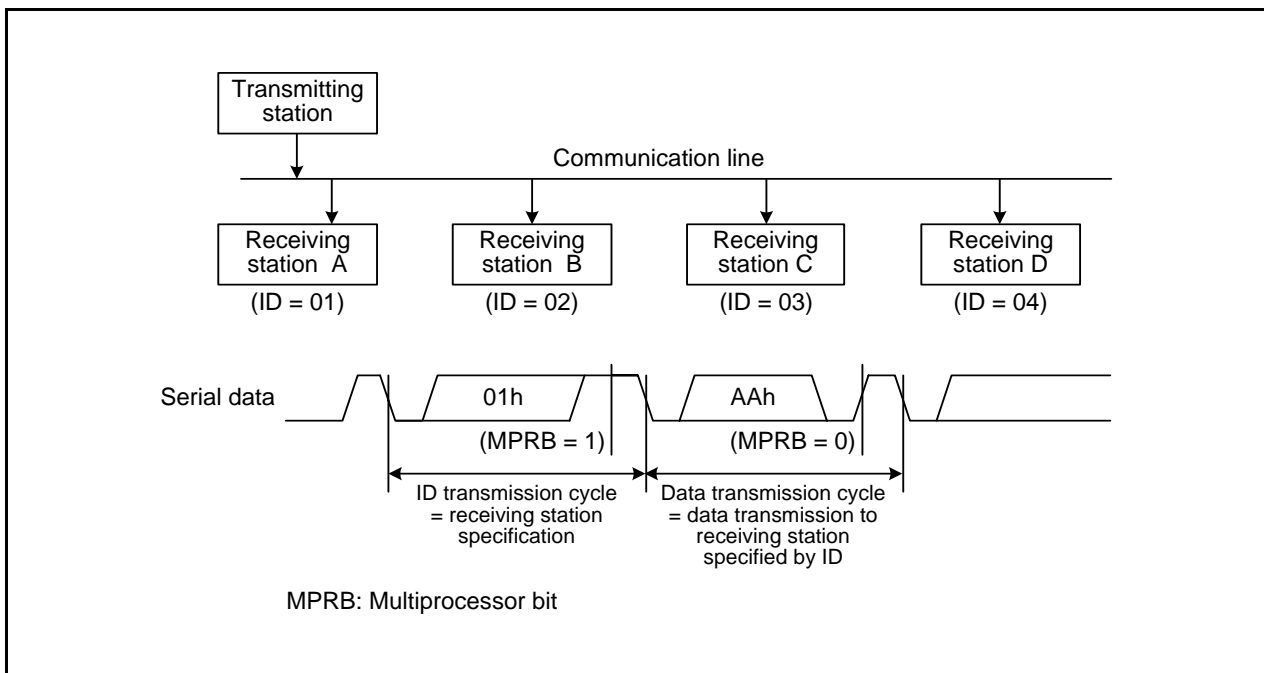 Transmitting
station
Communication line
Receiving
station A
(ID = 01)
Receiving
station B
(ID = 02)
Receiving
station C
(ID = 03)
Receiving
station D
(ID = 04)
Serial data
01h
AAh
(MPRB = 1)
(MPRB = 0)
ID transmission cycle
= receiving station
specification
Data transmission cycle
= data transmission to
receiving station
specified by ID
MPRB: Multiprocessor bit